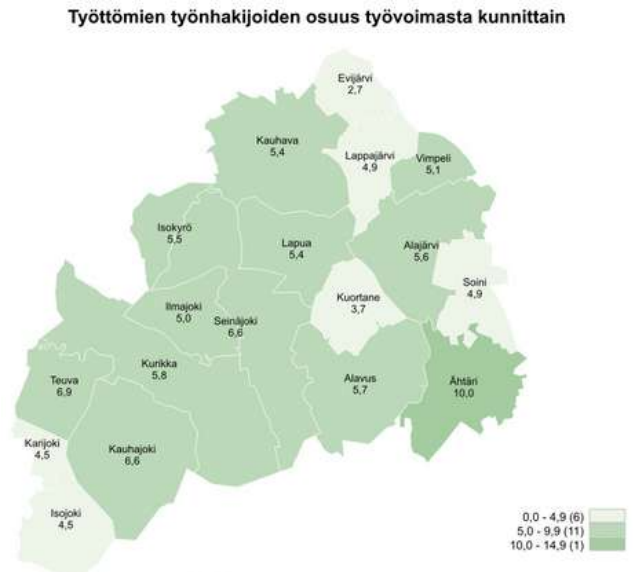 Työttömien työnhakijoiden osuus työvoimasta kunnittain
Evijärvi
2,7
Kauhava
5,4
Lappajärvi
4,9
Vimpeli
5,1
Isokyrö
5,5
Lapua
5,4
Alajärvi
5,6
Soini
4,9
Kuortane
3,7
Ilmajoki
5,0
Seinäjoki
6,6
Kurikka
5,8
Teuva
6,9
Alavus
5,7
Ähtäri
10,0
Karijoki
4,5
Kauhajoki
6,6
Isojoki
4,5
0,0 - 4,9 (6)
5,0 - 9,9 (11)
10,0 - 14,9 (1)